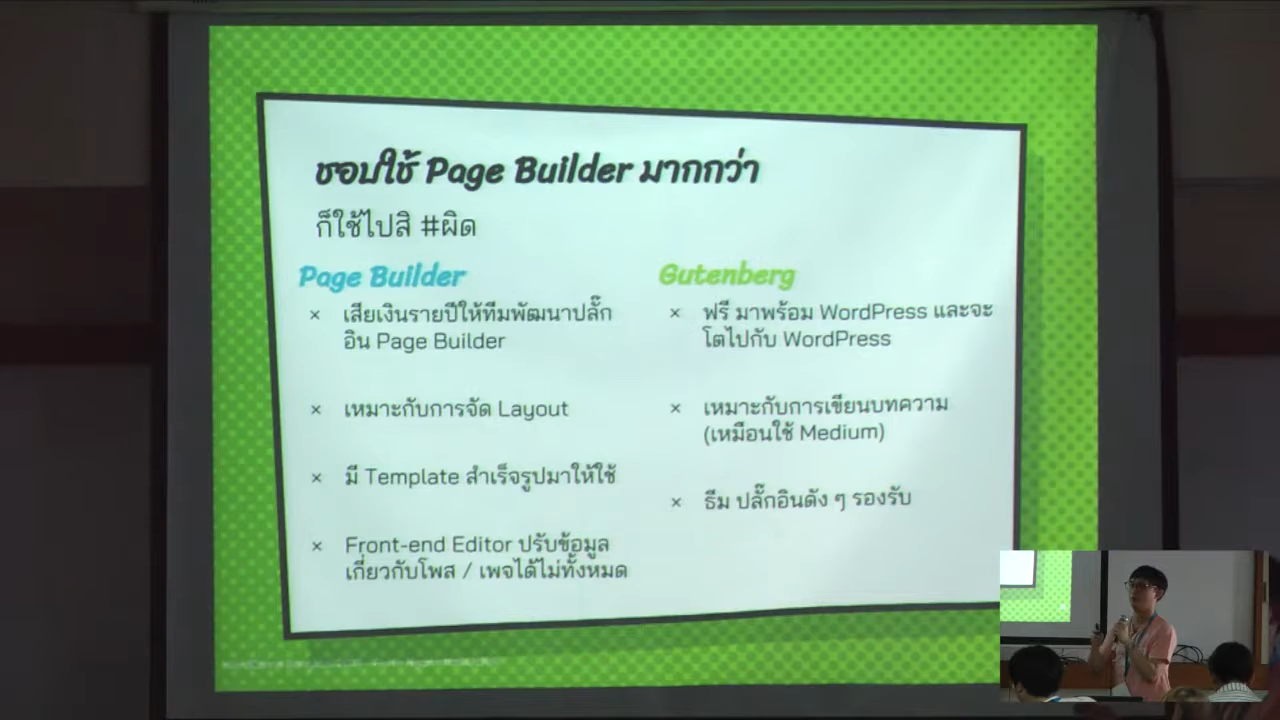 ชอบใช้ Page Builder มากกว่า
ก็ใช้ไปสิ #ผิด
Page Builder
× เสียเงินรายปีให้ทีมพัฒนาปลั๊ก
อิน Page Builder
× เหมาะกับการจัด Layout
× มี Template สำเร็จรูปมาให้ใช้
× Front-end Editor ปรับข้อมูล
เกี่ยวกับโพส / เพจได้ไม่ทั้งหมด
Gutenberg
× ฟรี มาพร้อม WordPress และจะ
โตไปกับ WordPress
× เหมาะกับการเขียนบทความ
(เหมือนใช้ Medium)
× ธีม ปลั๊กอินดัง ๆ รองรับ